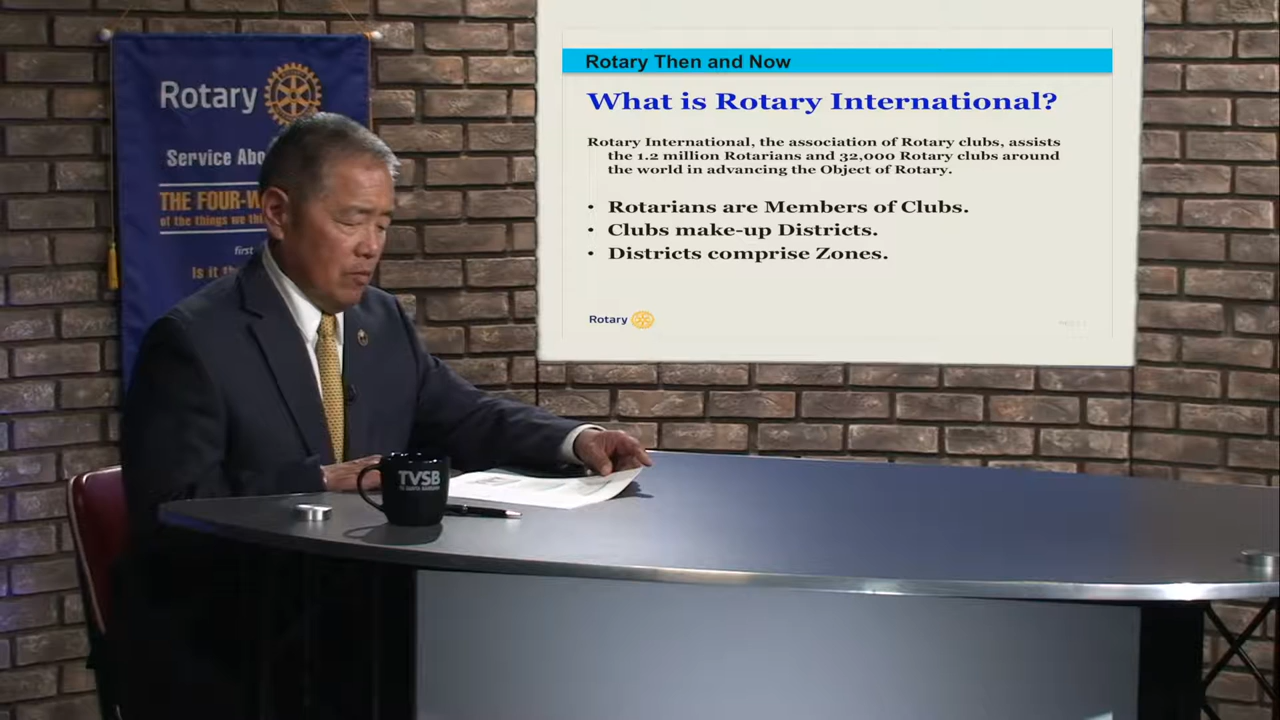 Rotary
Service Abo
THE FOUR-W
of the things we thi
first
Is it th
Rotary Then and Now
What is Rotary International?
Rotary International, the association of Rotary clubs, assists
the 1.2 million Rotarians and 32,000 Rotary clubs around
the world in advancing the Object of Rotary.
• Rotarians are Members of Clubs.
• Clubs make-up Districts.
• Districts comprise Zones.
Rotary
TVSB